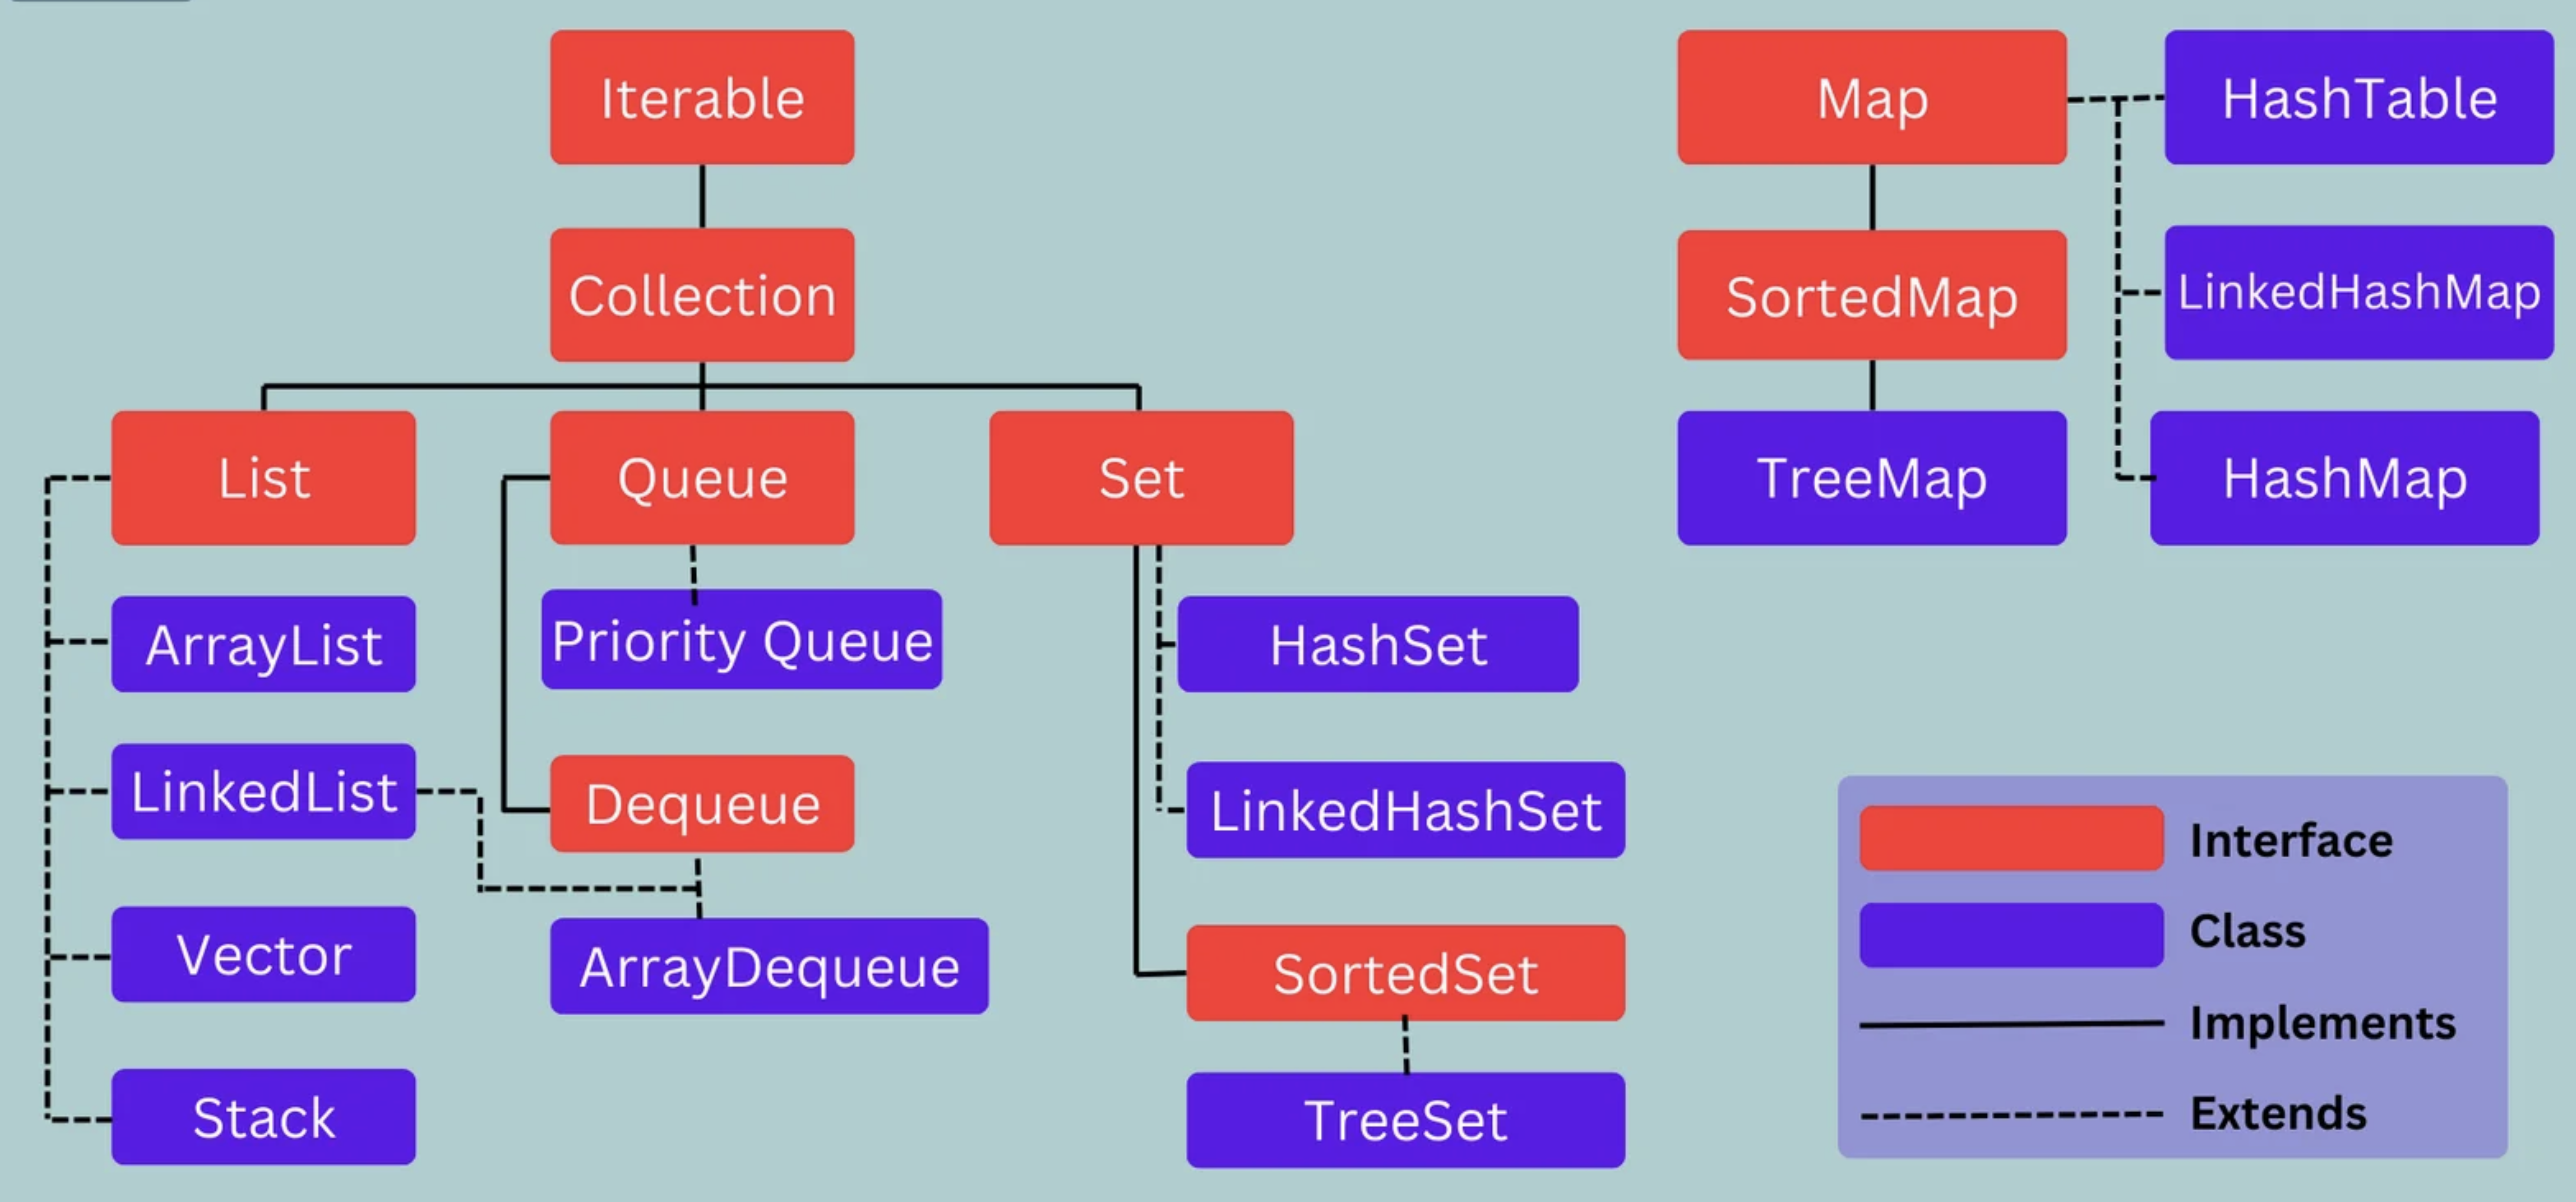 Iterable
Collection
List
Queue
Set
ArrayList
Priority Queue
HashSet
LinkedList
Dequeue
LinkedHashSet
Vector
ArrayDequeue
SortedSet
Stack
TreeSet
Map
HashTable
SortedMap
LinkedHashMap
TreeMap
HashMap
Interface
Class
Implements
Extends